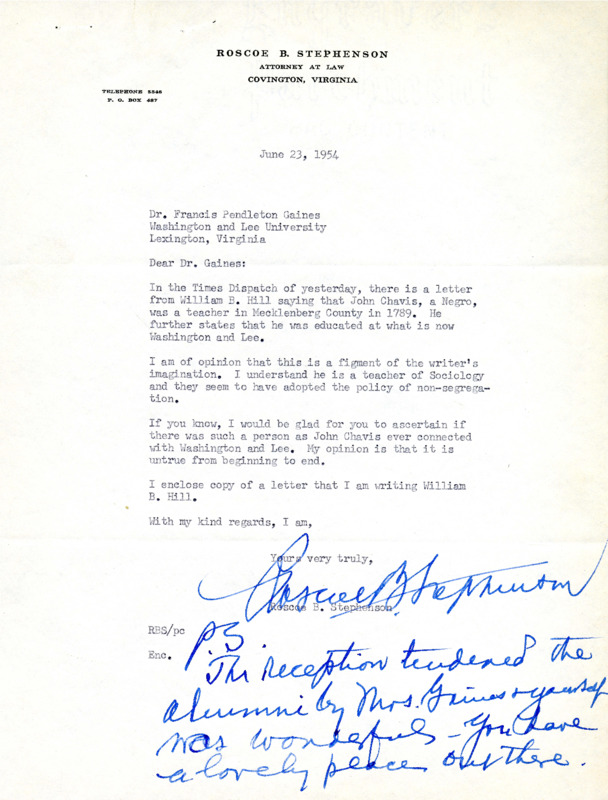 ROSCOE B. STEPHENSON
ATTORNEY AT LAW
COVINGTON, VIRGINIA
TELEPHONE 5546
P. O. BOX 487
June 23, 1954
Dr. Francis Pendleton Gaines
Washington and Lee University
Lexington, Virginia
Dear Dr. Gaines:
In the Times Dispatch of yesterday, there is a letter
from William B. Hill saying that John Chavis, a Negro,
was a teacher in Mecklenberg County in 1789. He
further states that he was educated at what is now
Washington and Lee.
I am of opinion that this is a figment of the writer's
imagination. I understand he is a teacher of Sociology
and they seem to have adopted the policy of non-segrega-
tion.
If you know, I would be glad for you to ascertain if
there was such a person as John Chavis ever connected
with Washington and Lee. My opinion is that it is
untrue from beginning to end.
I enclose copy of a letter that I am writing William
B. Hill.
With my kind regards, I am,
Yours very truly,
Roscoe B Stephenson
Roscoe B. Stephenson
RBS/pc
Enc.
P.S.
The reception tendered the
alumni by Mrs. Gaines & yourself
was wonderful - You have
a lovely place out there.